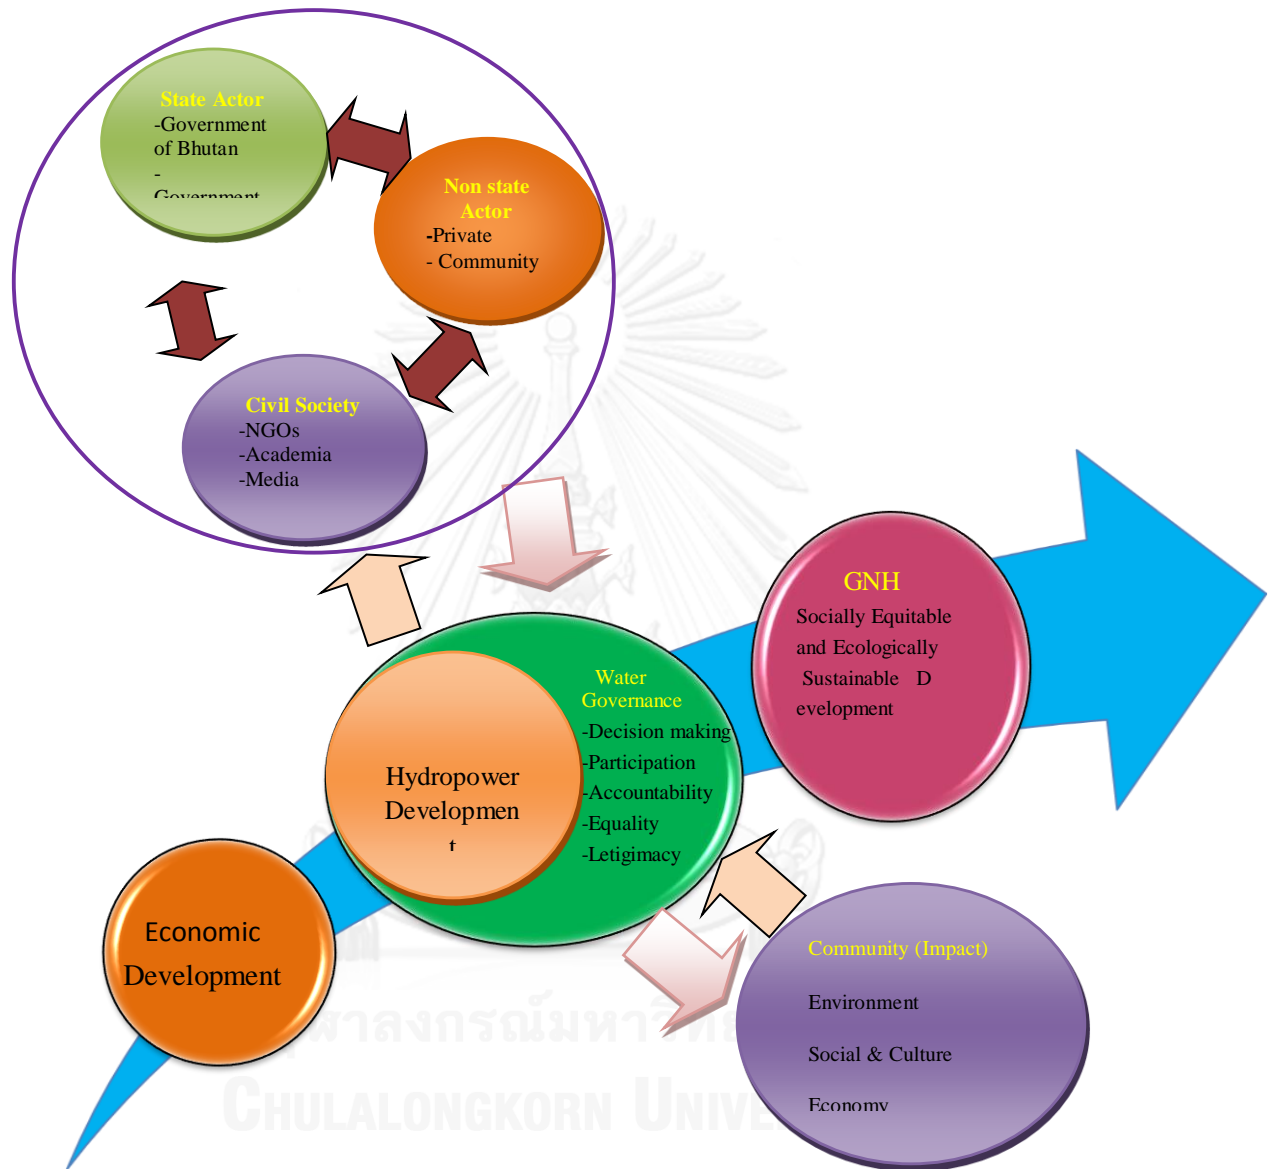 State Actor
-Government
of Bhutan
-
Government
Non state
Actor
-Private
- Community
Civil Society
-NGOs
-Academia
-Media
GNH
Socially Equitable
and Ecologically
Sustainable D
evelopment
Water
Governance
-Decision making
-Participation
-Accountability
-Equality
-Letigimacy
Hydropower
Developmen
t
Economic
Development
Community (Impact)
Environment
Social & Culture
Economy
CHULALONGKORN UNIVE